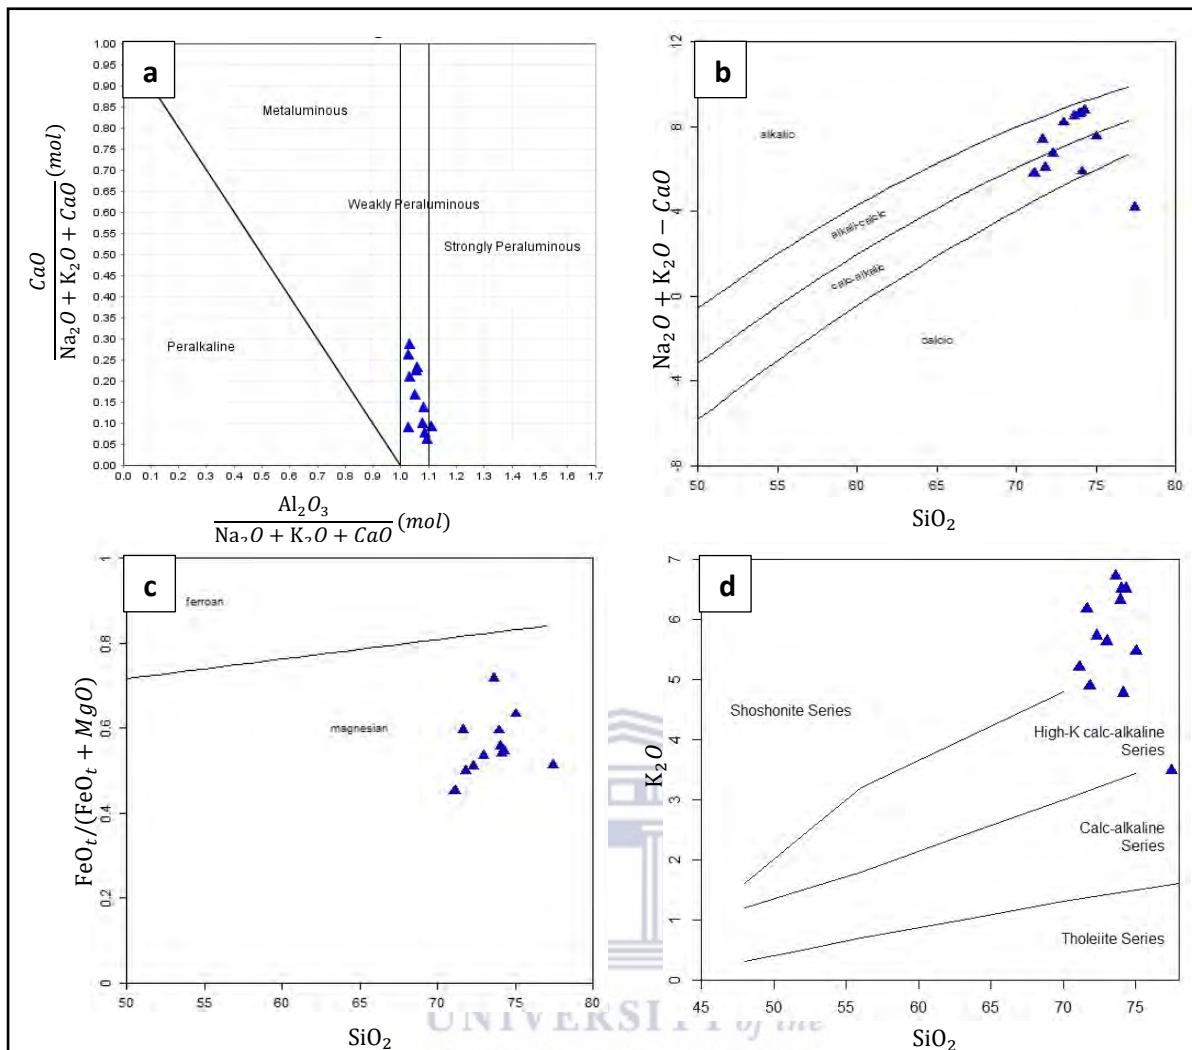 a
1.00
0.95
0.90
0.85
0.80
0.75
0.70
0.65
0.60
0.55
0.50
0.45
0.40
0.35
0.30
0.25
0.20
0.15
0.10
0.05
0.00
CaO
Na₂O + K₂O + CaO
(mol)
Metaluminous
Weakly Peraluminous
Strongly Peraluminous
Peralkaline
0.0 0.1 0.2 0.3 0.4 0.5 0.6 0.7 0.8 0.9 1.0 1.1 1.2 1.3 1.4 1.5 1.6 1.7
Al₂O₃
Na₂O + K₂O + CaO
(mol)
b
12
8
4
0
-4
-8
Na₂O + K₂O − CaO
alkalic
alkali-calcic
calc-alkalic
calcic
50 55 60 65 70 75 80
SiO₂
c
1
0.8
0.6
0.4
0.2
0
FeOₜ/(FeOₜ + MgO)
ferroan
magnesian
50 55 60 65 70 75 80
SiO₂
d
7
6
5
4
3
2
1
0
K₂O
Shoshonite Series
High-K calc-alkaline
Series
Calc-alkaline
Series
Tholeiite Series
45 50 55 60 65 70 75
SiO₂
UNIVERSITY of the